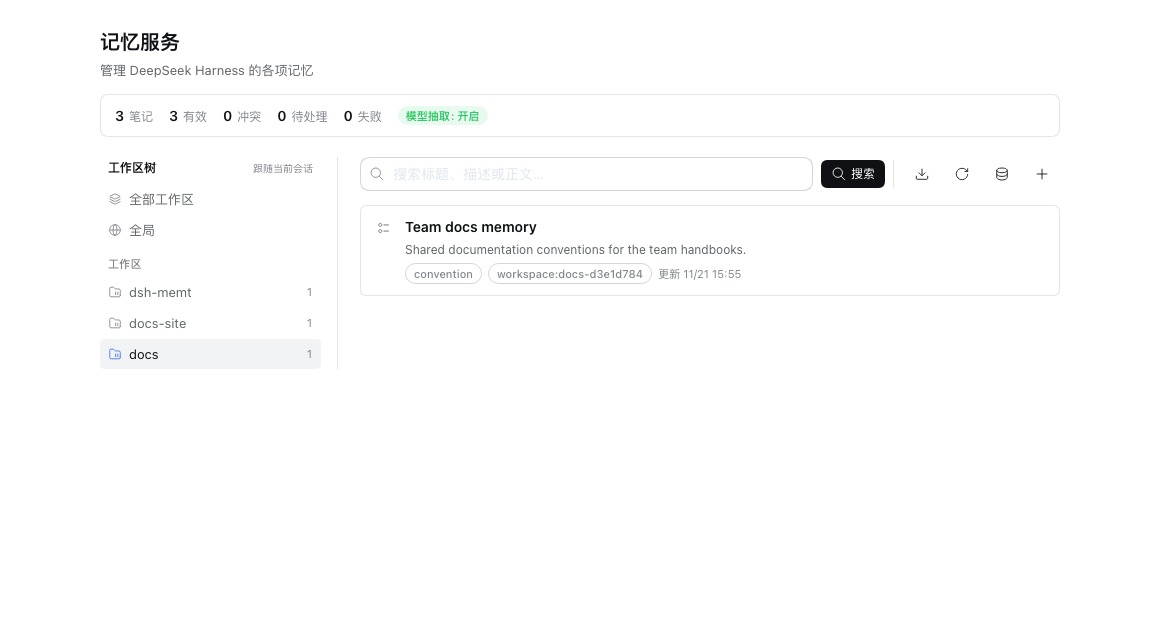 记忆服务
管理 DeepSeek Harness 的各项记忆
3 笔记 3 有效 0 冲突 0 待处理 0 失败 模型抽取: 开启
工作区树 跟随当前会话
全部工作区
全局
工作区
dsh-memt 1
docs-site 1
docs 1
搜索标题、描述或正文... 搜索
Team docs memory
Shared documentation conventions for the team handbooks.
convention workspace:docs-d3e1d784 更新 11/21 15:55